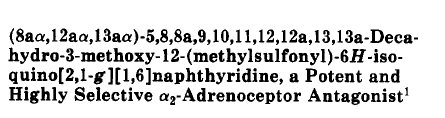 (8aα,12aα,13aα)-5,8,8a,9,10,11,12,12a,13,13a-Deca-
hydro-3-methoxy-12-(methylsulfonyl)-6H-iso-
quino[2,1-g][1,6]naphthyridine, a Potent and
Highly Selective α₂-Adrenoceptor Antagonist¹